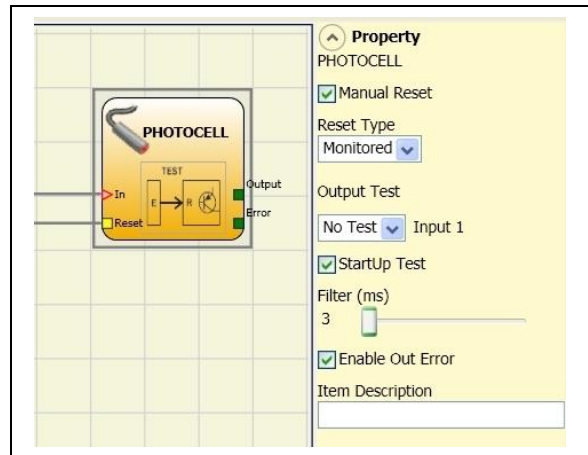 PHOTOCELL
TEST
In
E
R
Reset
Output
Error
Property
PHOTOCELL
Manual Reset
Reset Type
Monitored
Output Test
No Test Input 1
StartUp Test
Filter (ms)
3
Enable Out Error
Item Description